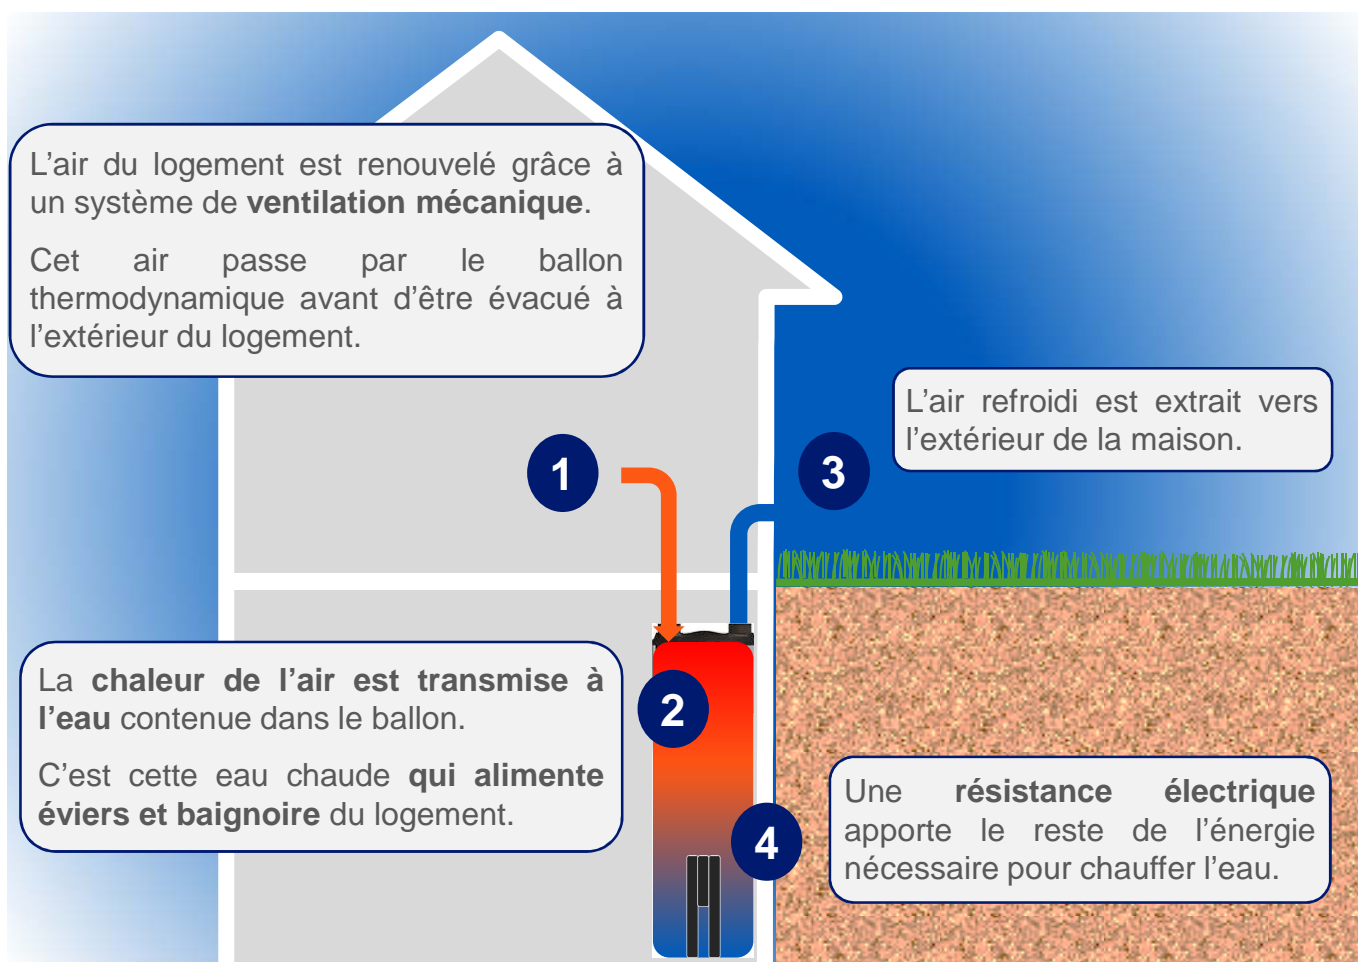 L’air du logement est renouvelé grâce à
un système de ventilation mécanique.
Cet air passe par le ballon
thermodynamique avant d’être évacué à
l’extérieur du logement.
L’air refroidi est extrait vers
l’extérieur de la maison.
1
3
La chaleur de l’air est transmise à
l’eau contenue dans le ballon.
C’est cette eau chaude qui alimente
éviers et baignoire du logement.
2
4
Une résistance électrique
apporte le reste de l’énergie
nécessaire pour chauffer l’eau.